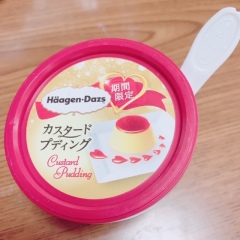 Häagen-Dazs
期間
限定
カスタード
プディング
Custard
Pudding